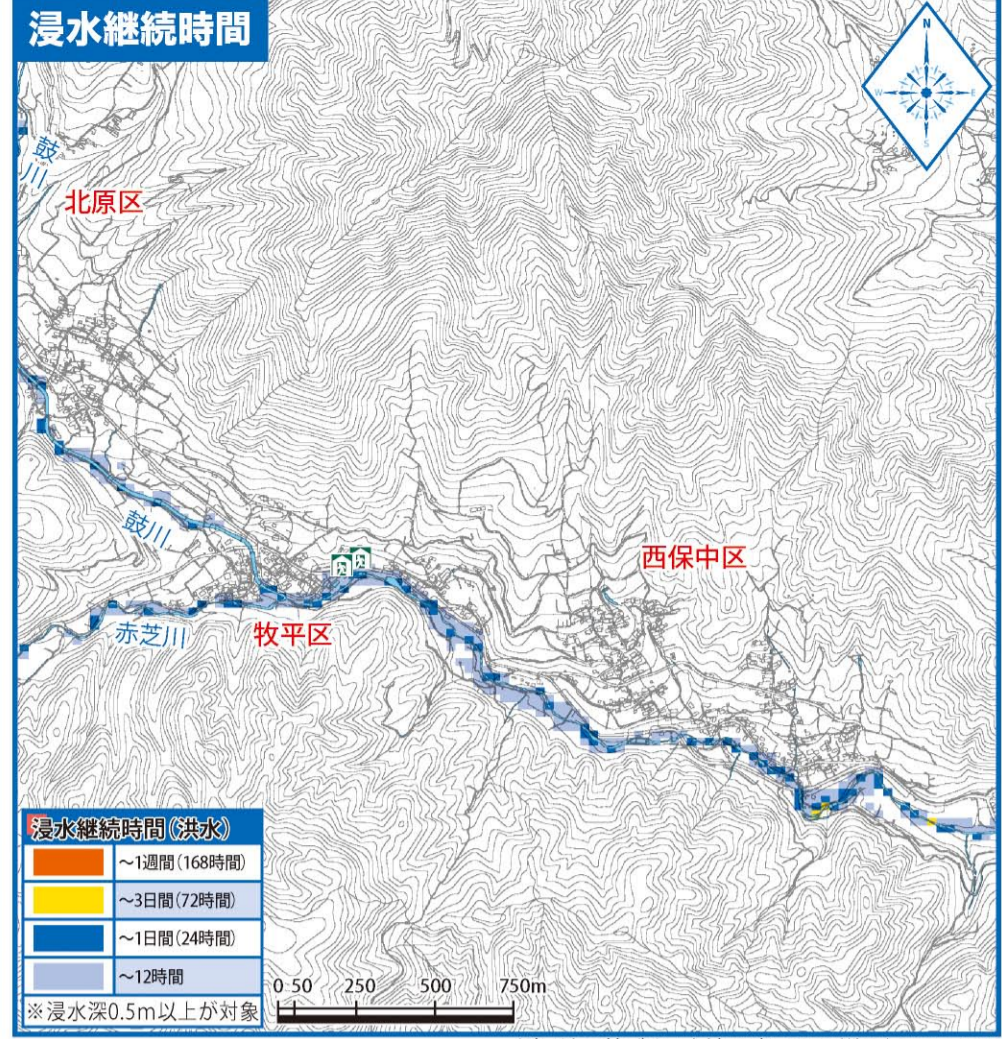 浸水継続時間
N
W
E
S
鼓川
北原区
鼓川
西保中区
赤芝川
牧平区
浸水継続時間(洪水)
～1週間(168時間)
～3日間(72時間)
～1日間(24時間)
～12時間
※浸水深0.5m以上が対象
0 50 250 500 750m